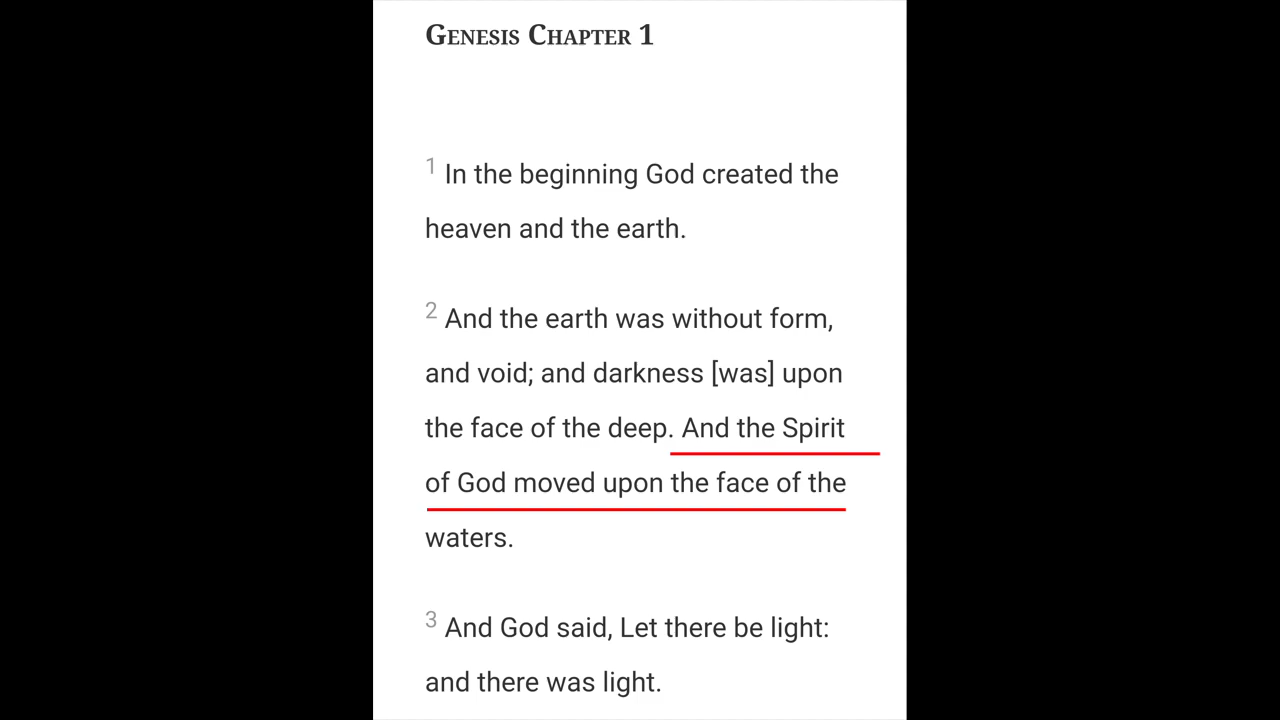 Genesis Chapter 1
1 In the beginning God created the
heaven and the earth.
2 And the earth was without form,
and void; and darkness [was] upon
the face of the deep. And the Spirit
of God moved upon the face of the
waters.
3 And God said, Let there be light:
and there was light.